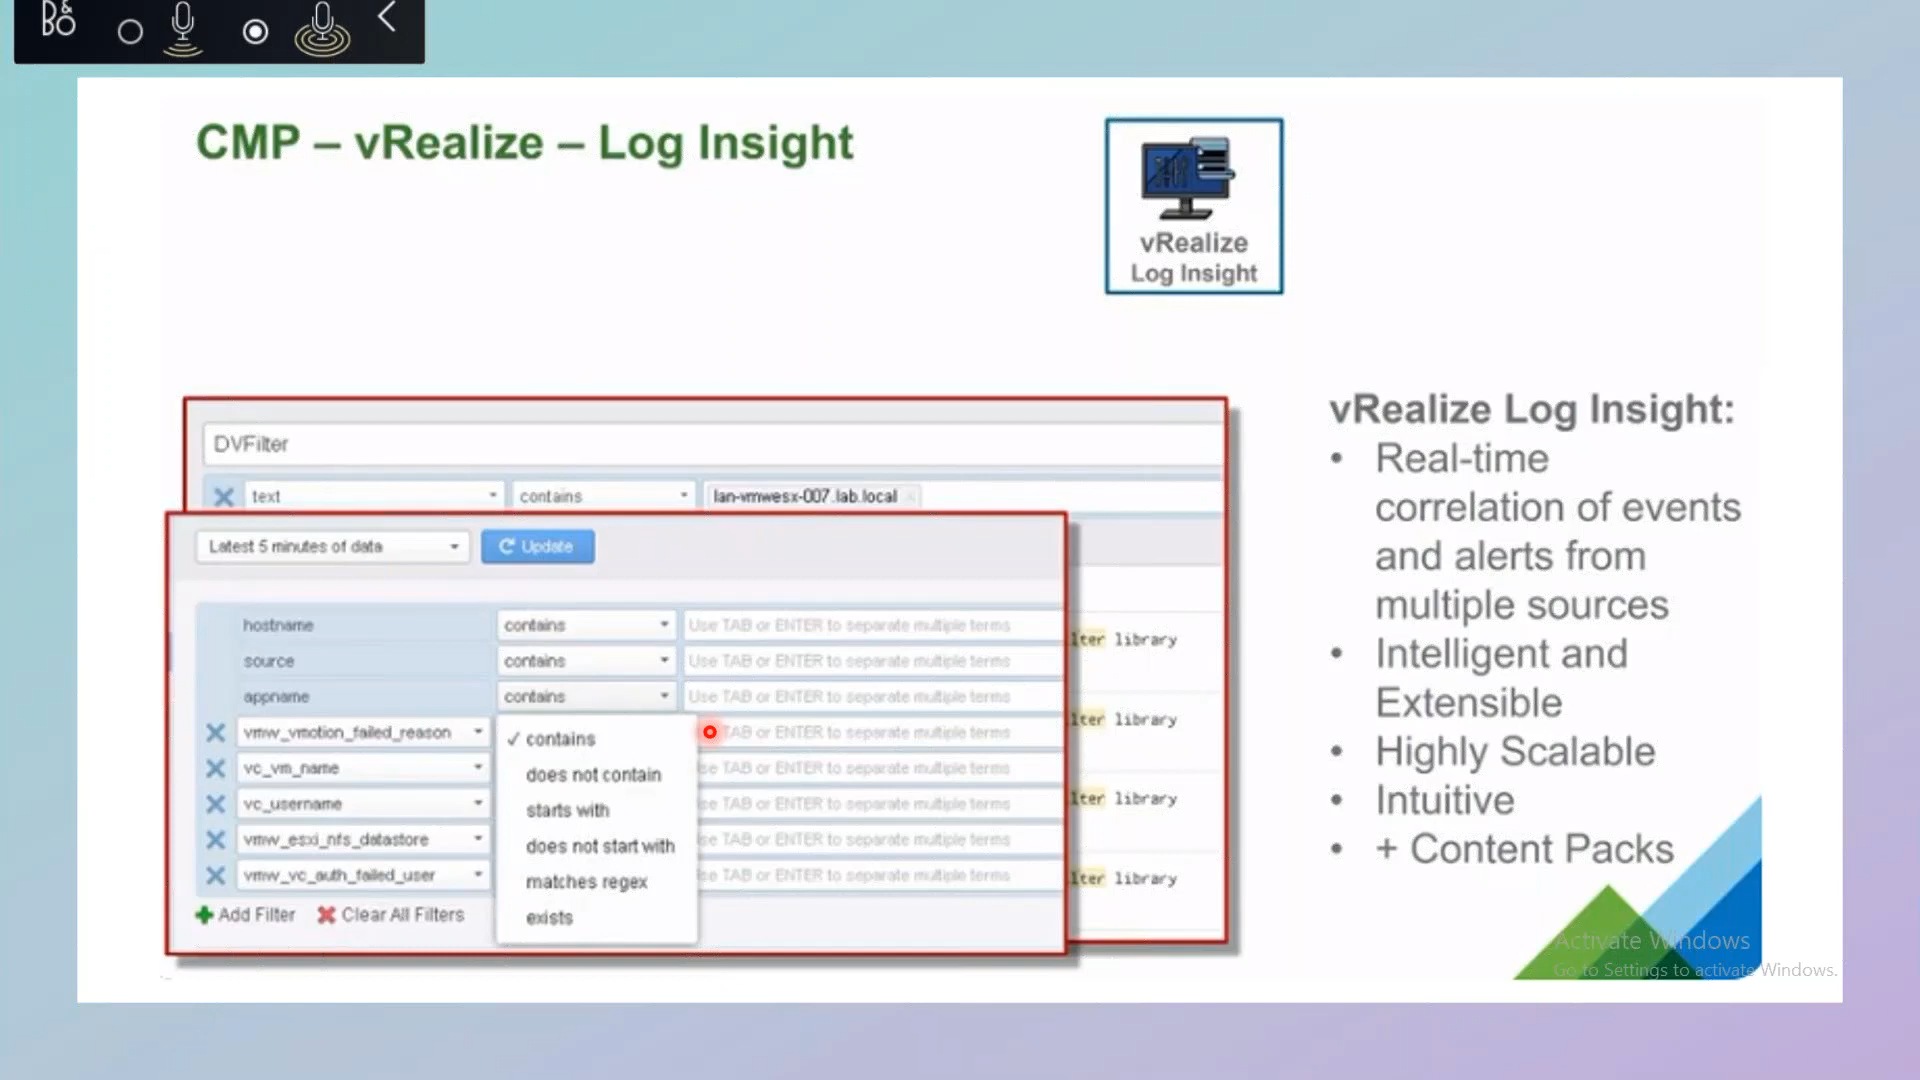 B&O
CMP – vRealize – Log Insight
vRealize
Log Insight
DVFilter
text contains lan-vmwesx-007.lab.local
Latest 5 minutes of data Update
hostname contains Use TAB or ENTER to separate multiple terms
source contains Use TAB or ENTER to separate multiple terms
appname contains Use TAB or ENTER to separate multiple terms
vmw_vmotion_failed_reason TAB or ENTER to separate multiple terms
vc_vm_name TAB or ENTER to separate multiple terms
vc_username TAB or ENTER to separate multiple terms
vmw_esxi_nfs_datastore TAB or ENTER to separate multiple terms
vmw_vc_auth_failed_user TAB or ENTER to separate multiple terms
✓ contains
does not contain
starts with
does not start with
matches regex
exists
Add Filter Clear All Filters
lter library
lter library
lter library
lter library
vRealize Log Insight:
• Real-time
correlation of events
and alerts from
multiple sources
• Intelligent and
Extensible
• Highly Scalable
• Intuitive
• + Content Packs
Activate Windows
Go to Settings to activate Windows.